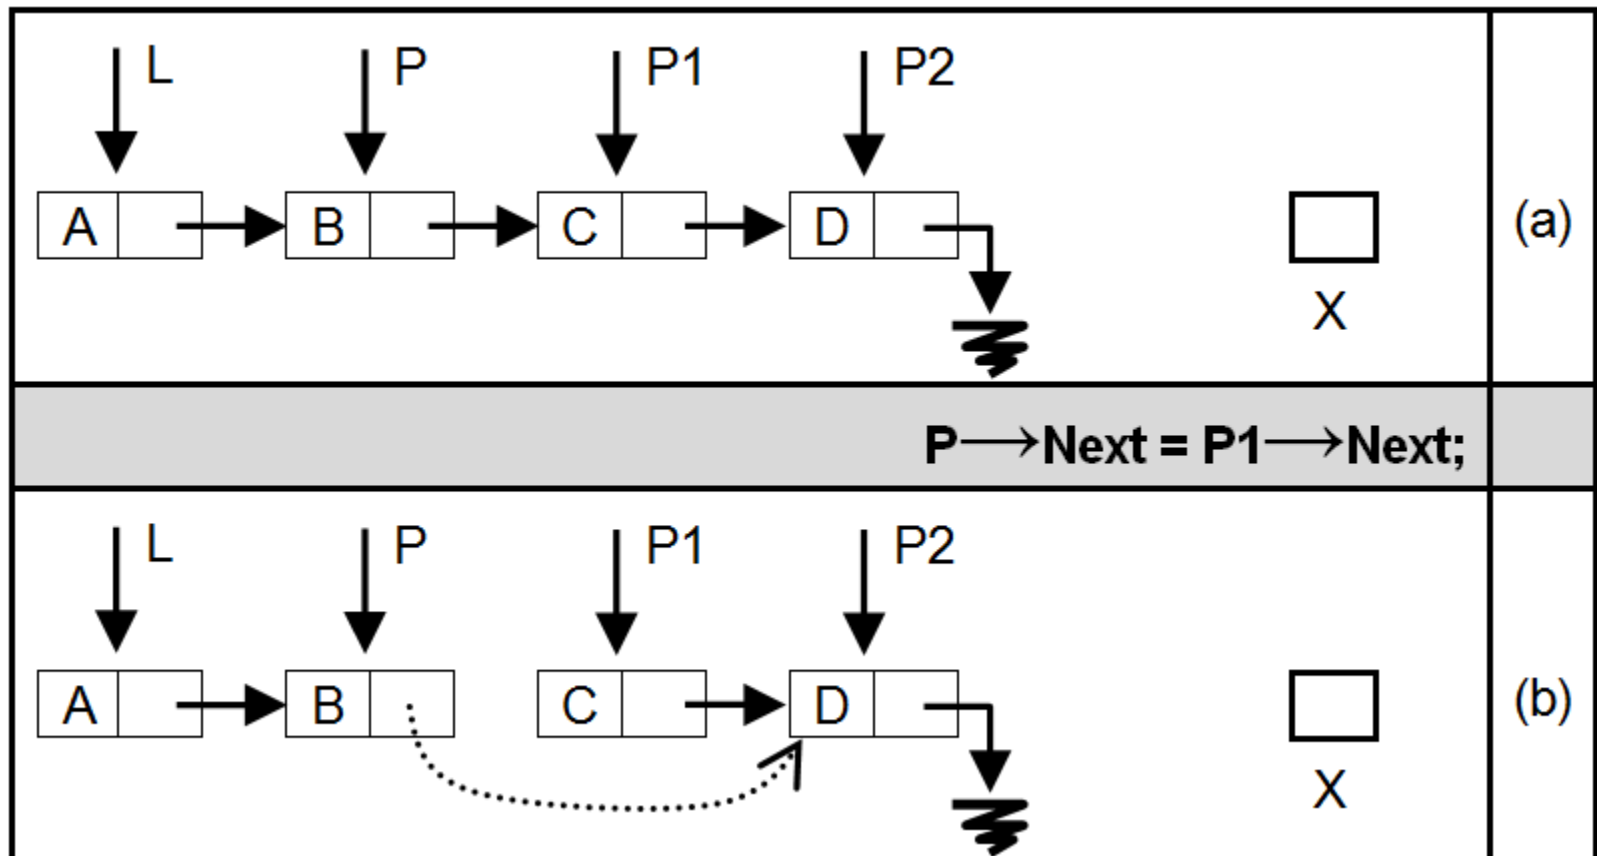 L P P1 P2
A B C D
(a)
X
P→Next = P1→Next;
L P P1 P2
A B C D
(b)
X